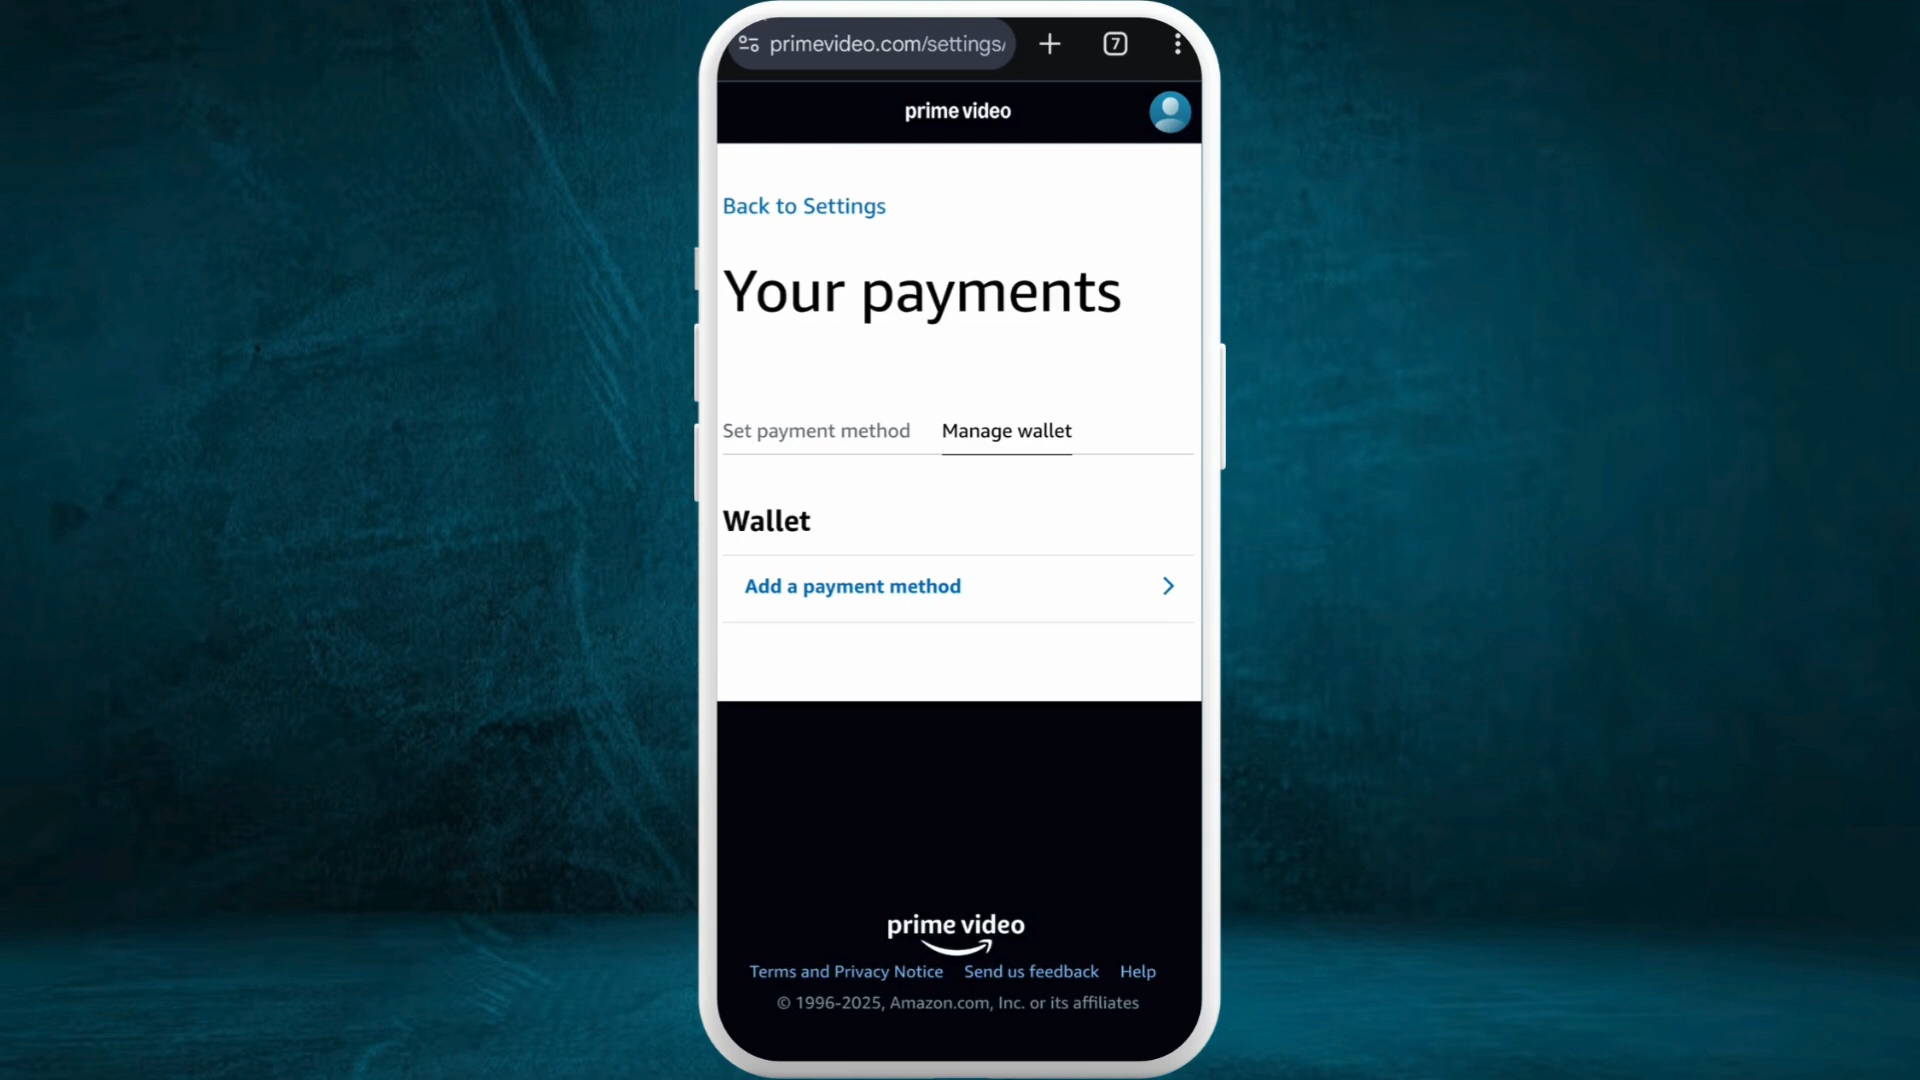 primevideo.com/settings/
7
prime video
Back to Settings
Your payments
Set payment method Manage wallet
Wallet
Add a payment method
prime video
Terms and Privacy Notice Send us feedback Help
© 1996-2025, Amazon.com, Inc. or its affiliates